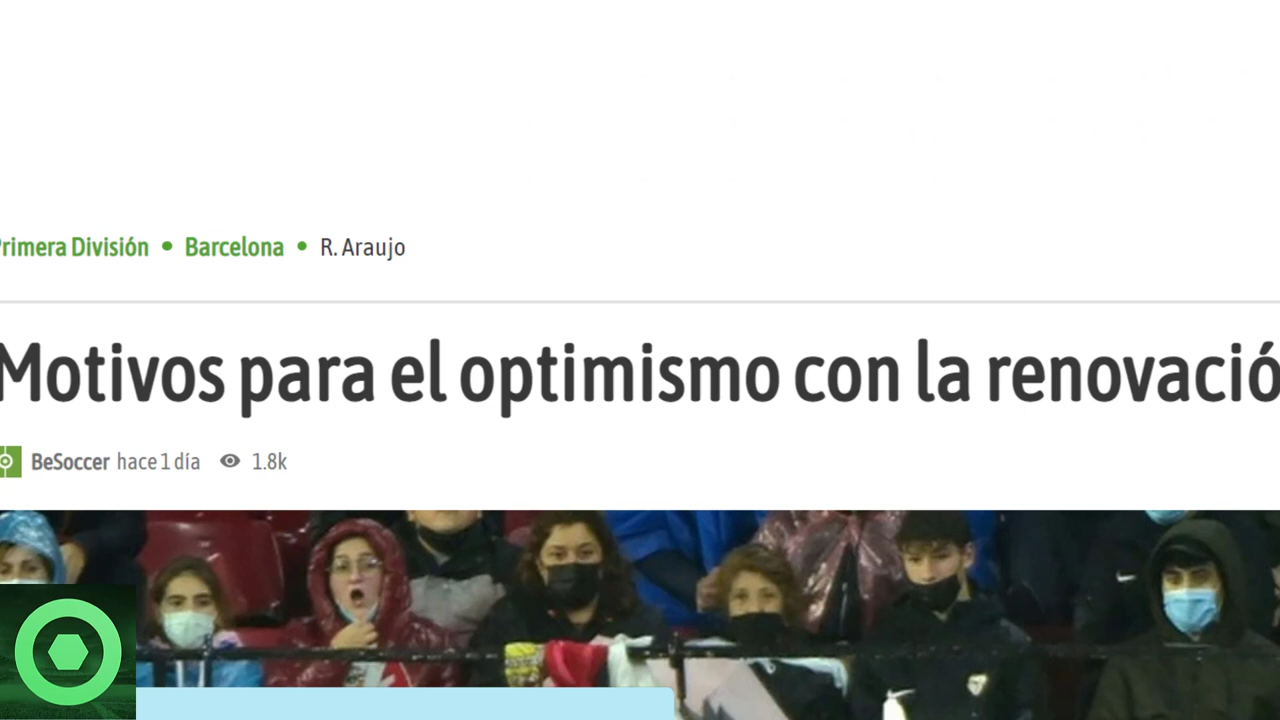 rimera División • Barcelona • R. Araujo
Motivos para el optimismo con la renovació
BeSoccer hace 1 día 1.8k